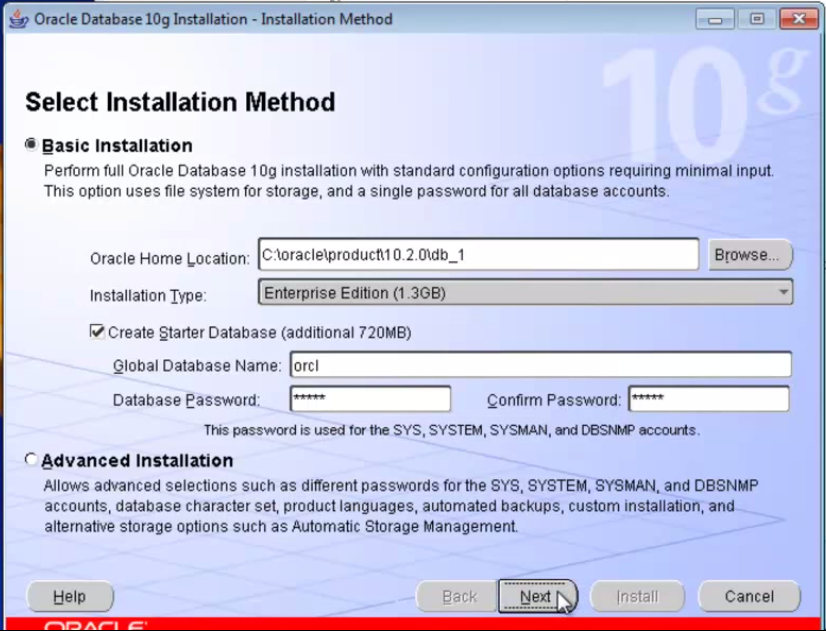 Oracle Database 10g Installation - Installation Method
10g
Select Installation Method
Basic Installation
Perform full Oracle Database 10g installation with standard configuration options requiring minimal input.
This option uses file system for storage, and a single password for all database accounts.
Oracle Home Location: C:\oracle\product\10.2.0\db_1 Browse...
Installation Type: Enterprise Edition (1.3GB)
Create Starter Database (additional 720MB)
Global Database Name: orcl
Database Password: ***** Confirm Password: *****
This password is used for the SYS, SYSTEM, SYSMAN, and DBSNMP accounts.
Advanced Installation
Allows advanced selections such as different passwords for the SYS, SYSTEM, SYSMAN, and DBSNMP
accounts, database character set, product languages, automated backups, custom installation, and
alternative storage options such as Automatic Storage Management.
Help Back Next Install Cancel
ORACLE